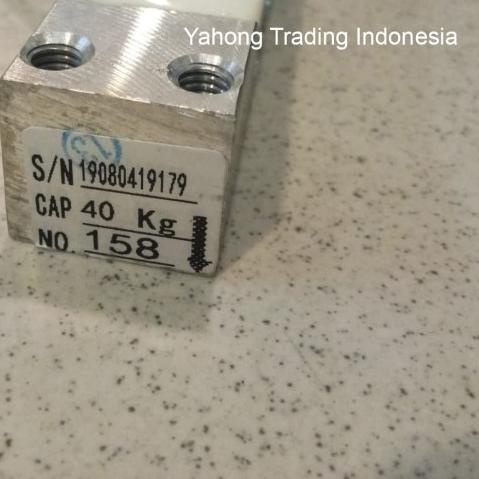 Yahong Trading Indonesia
S/N 19080419179
CAP 40 Kg
NO. 158